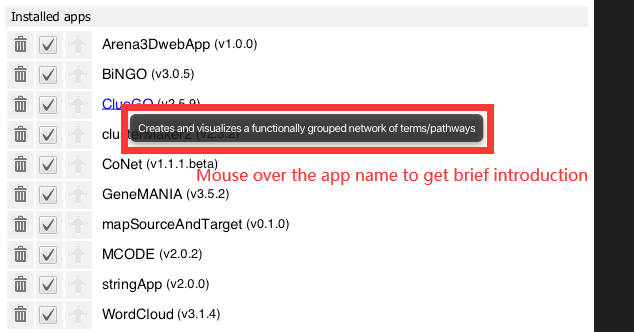 Installed apps
Arena3DwebApp (v1.0.0)
BiNGO (v3.0.5)
ClueGO (v2.5.9)
Creates and visualizes a functionally grouped network of terms/pathways
clusterMaker2 (v2.3.2)
CoNet (v1.1.1.beta)
Mouse over the app name to get brief introduction
GeneMANIA (v3.5.2)
mapSourceAndTarget (v0.1.0)
MCODE (v2.0.2)
stringApp (v2.0.0)
WordCloud (v3.1.4)